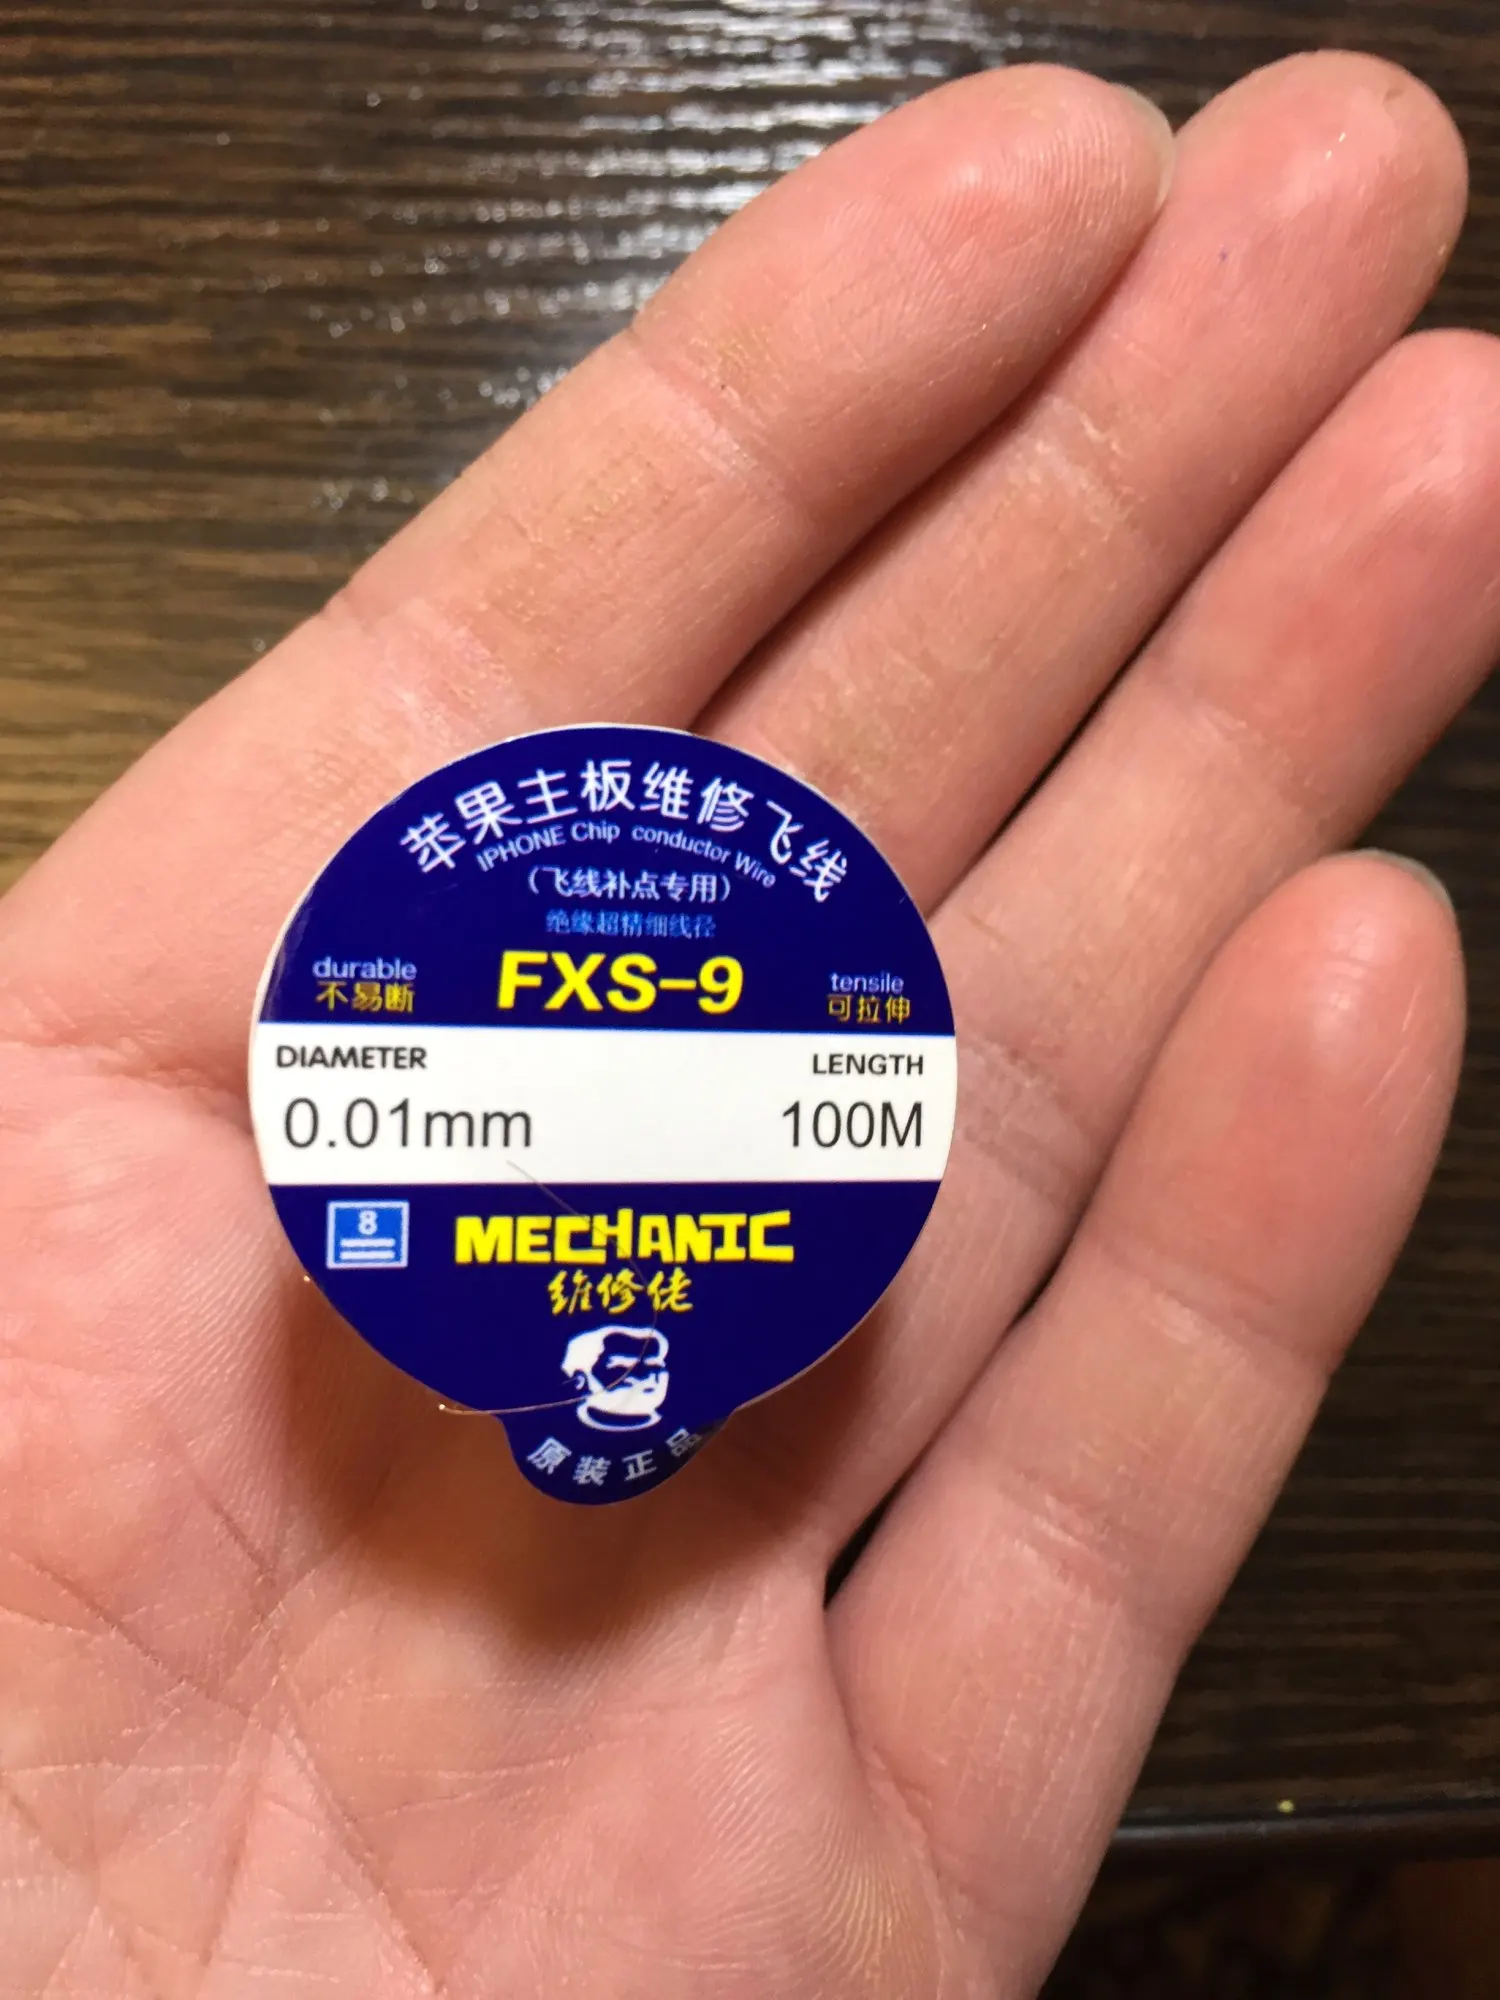 苹果主板维修飞线
IPHONE Chip conductor Wire
(飞线补点专用)
绝缘超精细线径
durable
不易断
FXS-9
tensile
可拉伸
DIAMETER
LENGTH
0.01mm
100M
8
MECHANIC
维修佬
原装正品